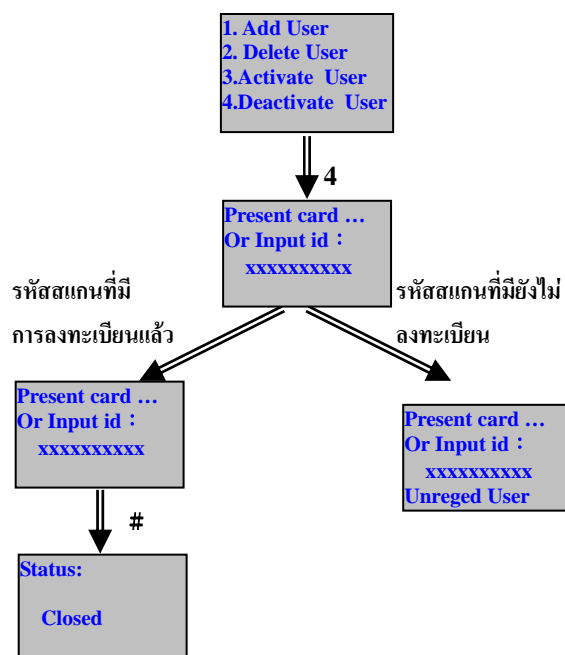 1. Add User
2. Delete User
3.Activate  User
4.Deactivate  User
4
Present card …
Or Input id：
xxxxxxxxxx
รหัสสแกนที่มี
การลงทะเบียนแล้ว
รหัสสแกนที่มียังไม่
ลงทะเบียน
Present card …
Or Input id：
xxxxxxxxxx
Present card …
Or Input id：
xxxxxxxxxx
Unreged User
#
Status:
Closed